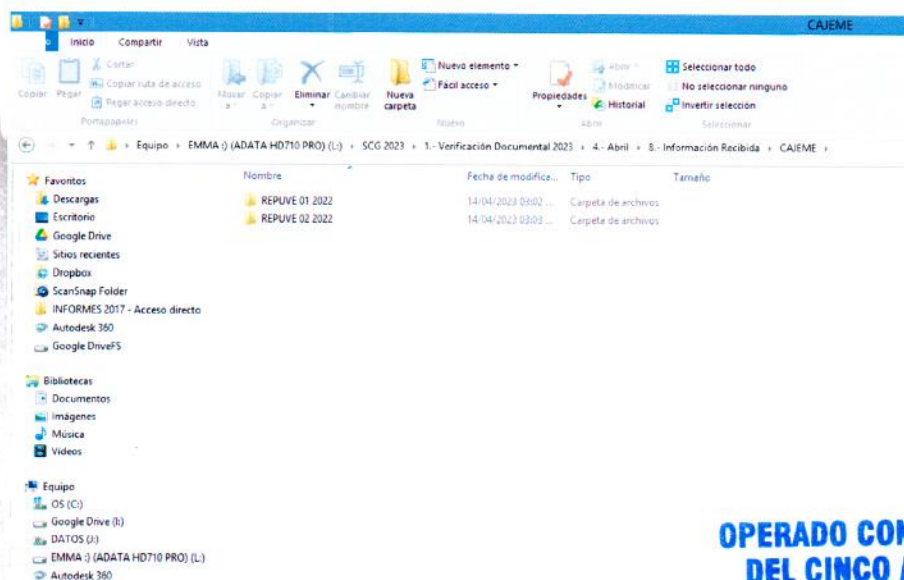 CAJEME
Inicio Compartir Vista
Copiar Pegar
Cortar
Copiar ruta de acceso
Pegar acceso directo
Portapapeles
Mover a
Copiar a
Eliminar
Cambiar nombre
Organizar
Nueva carpeta
Nuevo elemento
Fácil acceso
Nuevo
Propiedades
Abrir
Modificar
Historial
Abrir
Seleccionar todo
No seleccionar ninguno
Invertir selección
Seleccionar
Equipo EMMA :) (ADATA HD710 PRO) (L:) SCG 2023 1.- Verificación Documental 2023 4.- Abril 8.- Información Recibida CAJEME
Nombre Fecha de modifica... Tipo Tamaño
REPUVE 01 2022 14/04/2023 03:02 ... Carpeta de archivos
REPUVE 02 2022 14/04/2023 03:03 ... Carpeta de archivos
Favoritos
Descargas
Escritorio
Google Drive
Sitios recientes
Dropbox
ScanSnap Folder
INFORMES 2017 - Acceso directo
Autodesk 360
Google DriveFS
Bibliotecas
Documentos
Imágenes
Música
Vídeos
Equipo
OS (C:)
Google Drive (I:)
DATOS (J:)
EMMA :) (ADATA HD710 PRO) (L:)
Autodesk 360
OPERADO CON
DEL CINCO A